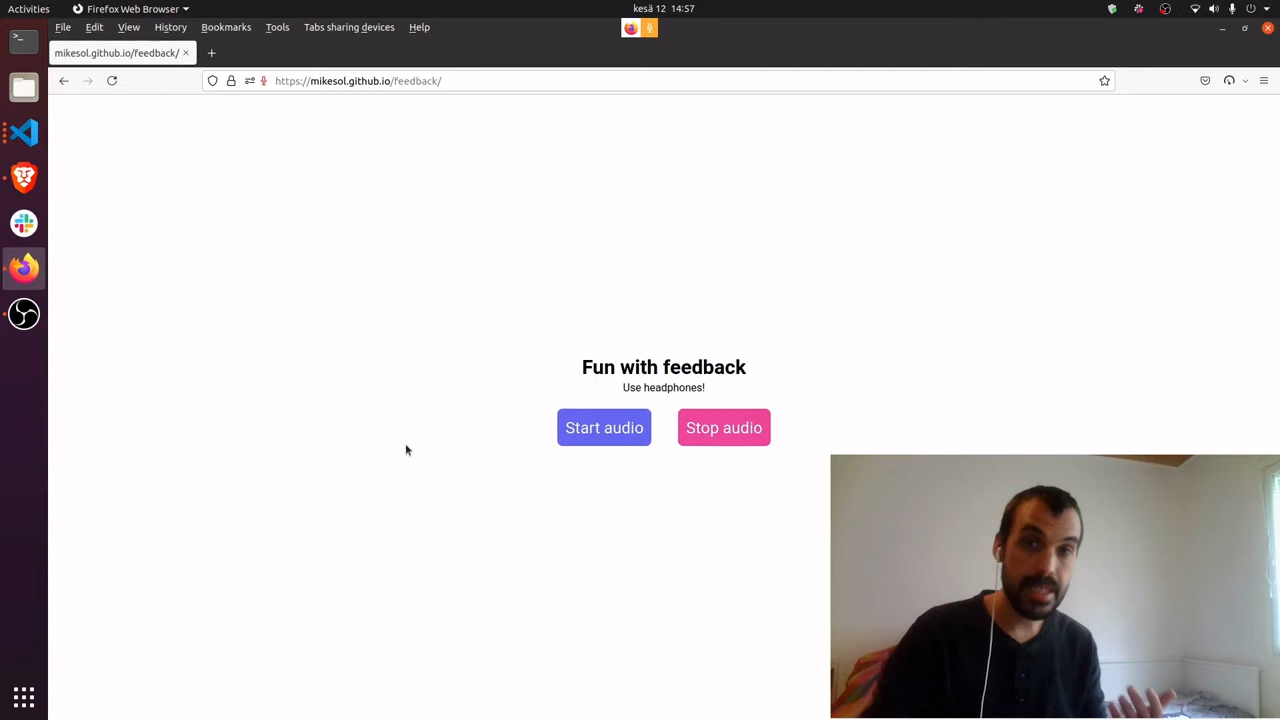 Activities
Firefox Web Browser
kesä 12 14:57
File Edit View History Bookmarks Tools Tabs sharing devices Help
mikesol.github.io/feedback/
https://mikesol.github.io/feedback/
Fun with feedback
Use headphones!
Start audio
Stop audio